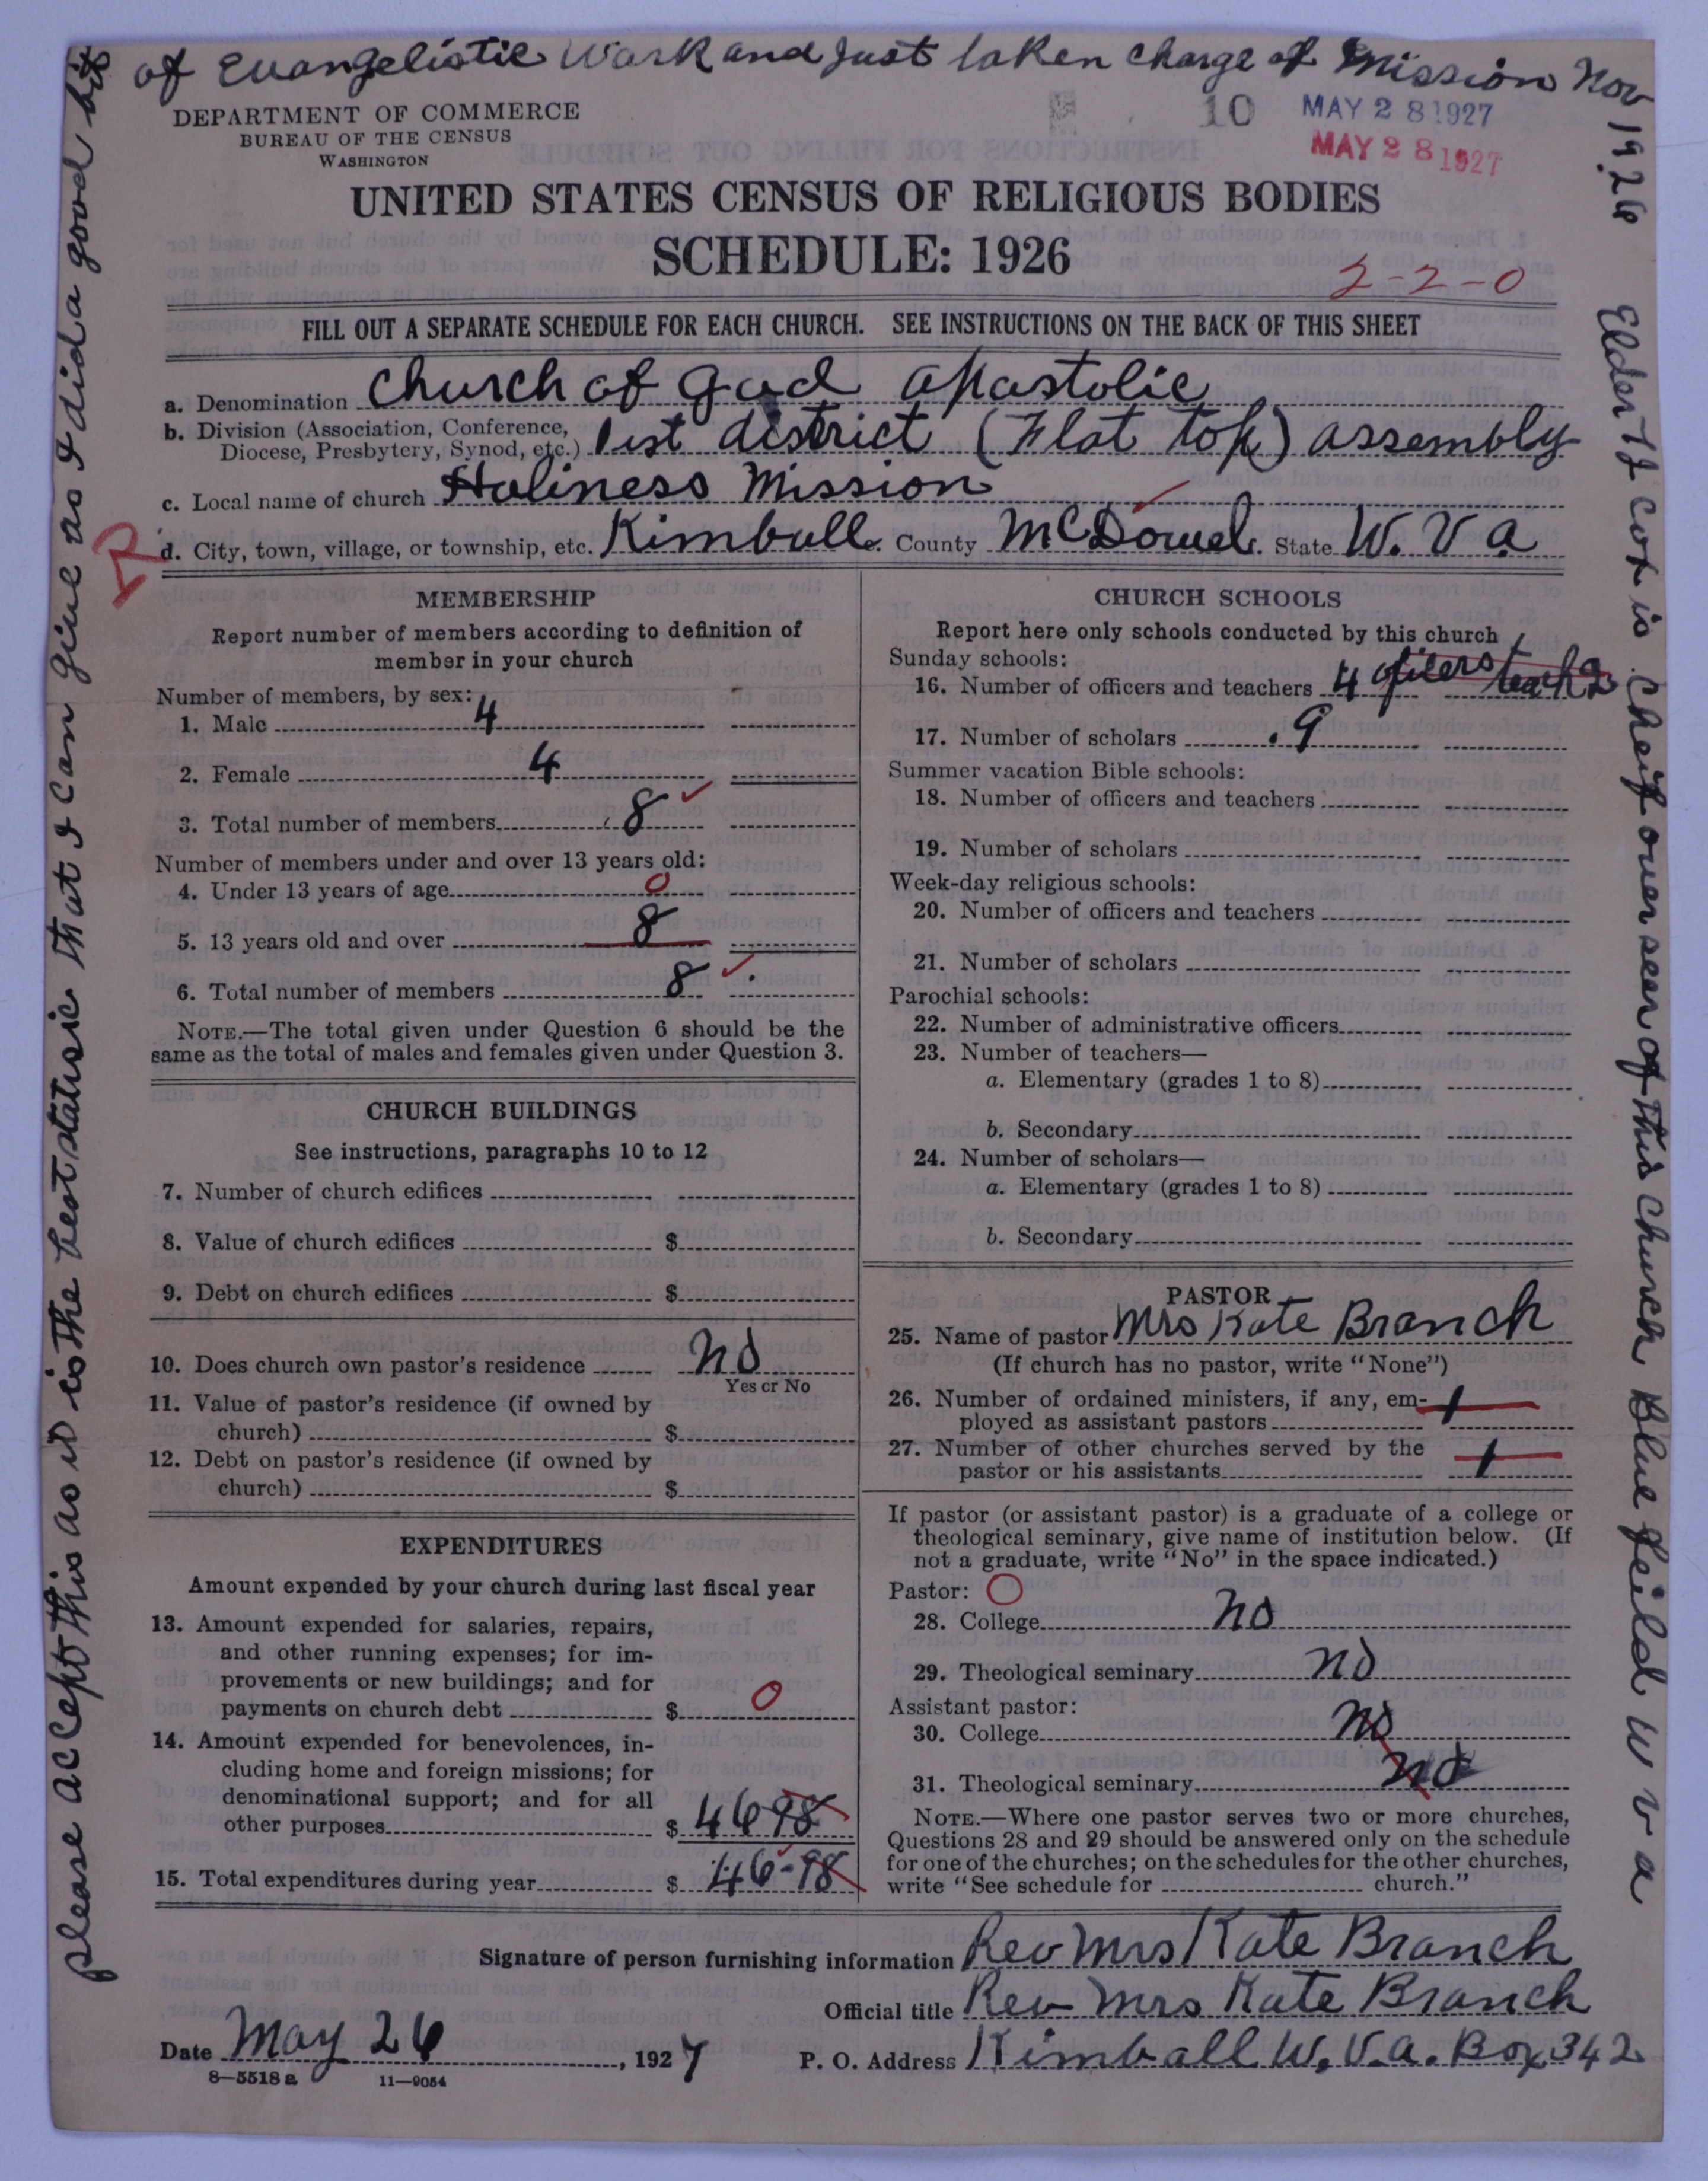 please accept this as it is the best statisic that I can give as I did a good bit
of Evangelistic Work and Just taken charge of Mission Nov
1926 Elder TJ Cox is Cheif over seer of this church Blue feild W va
DEPARTMENT OF COMMERCE
BUREAU OF THE CENSUS
WASHINGTON
10
MAY 28 1927
MAY 28 1927
UNITED STATES CENSUS OF RELIGIOUS BODIES
SCHEDULE: 1926
2-2-0
FILL OUT A SEPARATE SCHEDULE FOR EACH CHURCH. SEE INSTRUCTIONS ON THE BACK OF THIS SHEET
a. Denomination Church of God Apostolic
b. Division (Association, Conference, Diocese, Presbytery, Synod, etc.) 1st district (Flat top) assembly
c. Local name of church Holiness Mission
d. City, town, village, or township, etc. Kimball County McDowel State W. Va
MEMBERSHIP
Report number of members according to definition of
member in your church
Number of members, by sex:
1. Male 4
2. Female 4
3. Total number of members 8
Number of members under and over 13 years old:
4. Under 13 years of age 0
5. 13 years old and over 8
6. Total number of members 8
NOTE.—The total given under Question 6 should be the
same as the total of males and females given under Question 3.
CHURCH BUILDINGS
See instructions, paragraphs 10 to 12
7. Number of church edifices
8. Value of church edifices $
9. Debt on church edifices $
10. Does church own pastor's residence No
Yes or No
11. Value of pastor's residence (if owned by
church) $
12. Debt on pastor's residence (if owned by
church) $
EXPENDITURES
Amount expended by your church during last fiscal year
13. Amount expended for salaries, repairs,
and other running expenses; for im-
provements or new buildings; and for
payments on church debt $ 0
14. Amount expended for benevolences, in-
cluding home and foreign missions; for
denominational support; and for all
other purposes $ 46 98
15. Total expenditures during year $ 46-98
CHURCH SCHOOLS
Report here only schools conducted by this church
Sunday schools:
16. Number of officers and teachers 4 oficers teach 2
17. Number of scholars 9
Summer vacation Bible schools:
18. Number of officers and teachers
19. Number of scholars
Week-day religious schools:
20. Number of officers and teachers
21. Number of scholars
Parochial schools:
22. Number of administrative officers
23. Number of teachers—
a. Elementary (grades 1 to 8)
b. Secondary
24. Number of scholars—
a. Elementary (grades 1 to 8)
b. Secondary
PASTOR
25. Name of pastor Mrs Kate Branch
(If church has no pastor, write "None")
26. Number of ordained ministers, if any, em-
ployed as assistant pastors 1
27. Number of other churches served by the
pastor or his assistants 1
If pastor (or assistant pastor) is a graduate of a college or
theological seminary, give name of institution below. (If
not a graduate, write "No" in the space indicated.)
Pastor: O
28. College No
29. Theological seminary No
Assistant pastor:
30. College No
31. Theological seminary No
NOTE.—Where one pastor serves two or more churches,
Questions 28 and 29 should be answered only on the schedule
for one of the churches; on the schedules for the other churches,
write "See schedule for church."
Signature of person furnishing information Rev Mrs Kate Branch
Official title Rev Mrs Kate Branch
Date May 26, 1927 P. O. Address Kimball W. V.a. Box 342
8—5518 a 11—9054